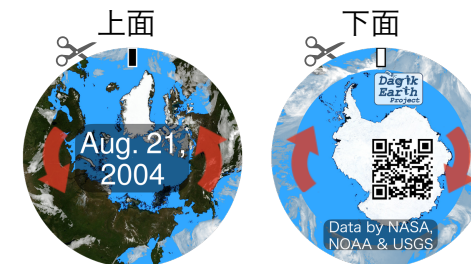 上面
下面
Aug. 21,
2004
Dagik
Earth
Project
Data by NASA,
NOAA & USGS